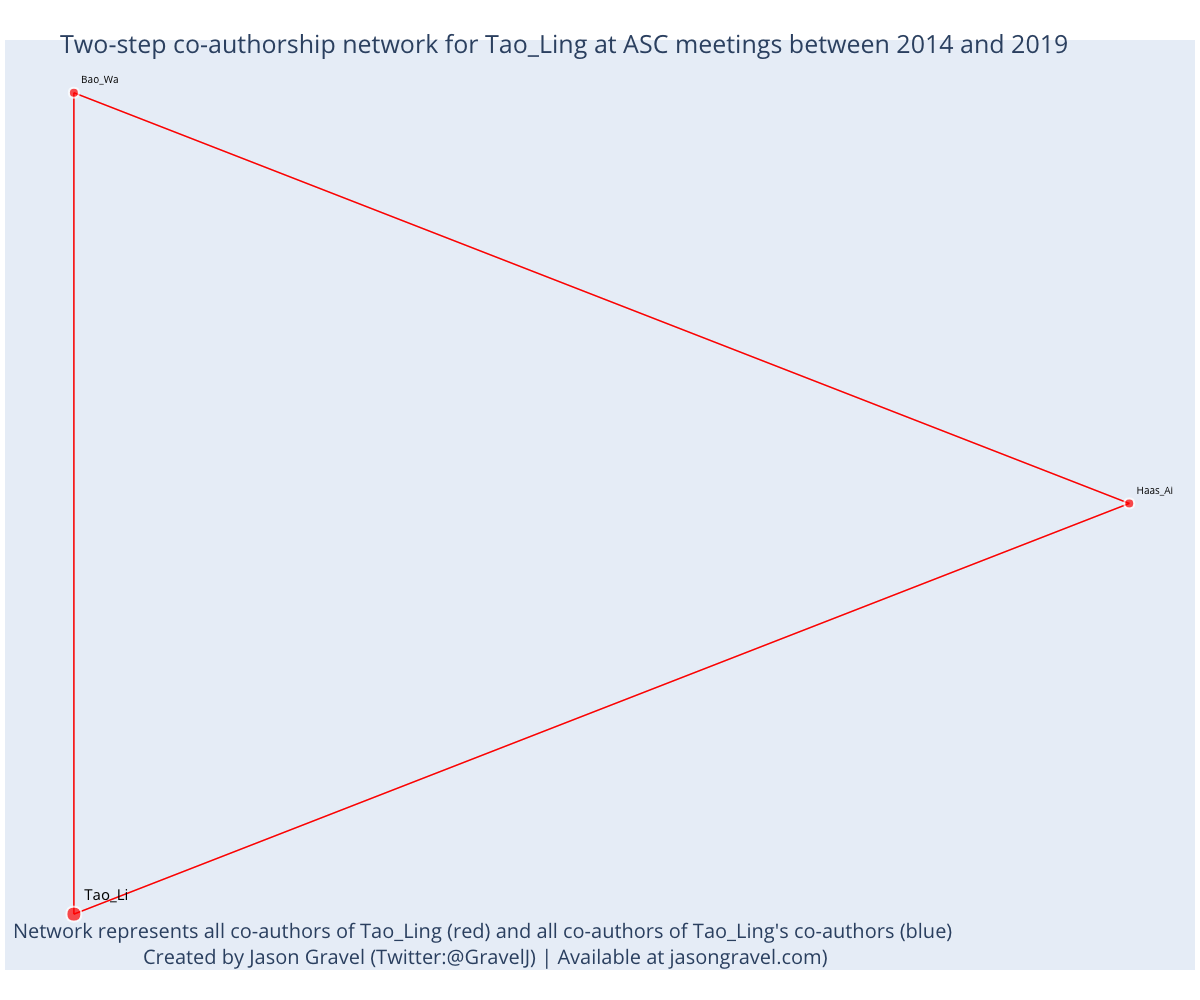 Two-step co-authorship network for Tao_Ling at ASC meetings between 2014 and 2019
Bao_Wa
Haas_Ai
Tao_Li
Network represents all co-authors of Tao_Ling (red) and all co-authors of Tao_Ling's co-authors (blue)
Created by Jason Gravel (Twitter:@GravelJ) | Available at jasongravel.com)